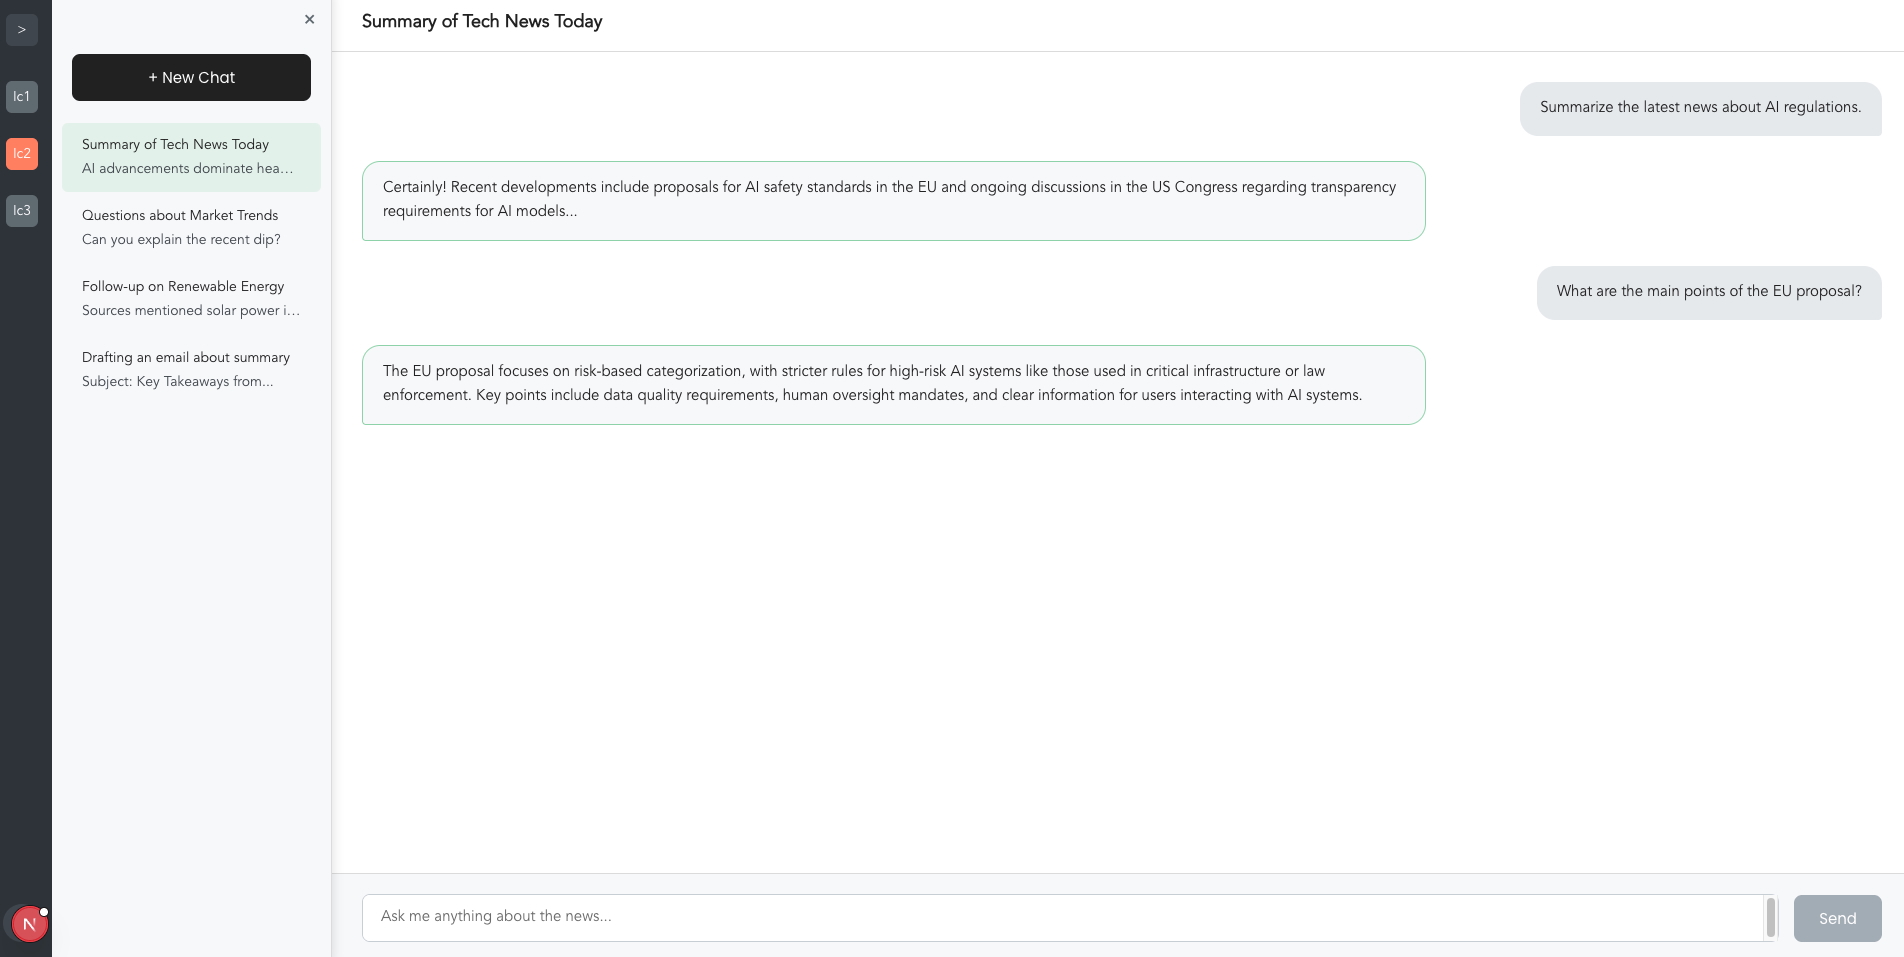 >
Ic1
Ic2
Ic3
N
×
+ New Chat
Summary of Tech News Today
AI advancements dominate hea...
Questions about Market Trends
Can you explain the recent dip?
Follow-up on Renewable Energy
Sources mentioned solar power i...
Drafting an email about summary
Subject: Key Takeaways from...
Summary of Tech News Today
Summarize the latest news about AI regulations.
Certainly! Recent developments include proposals for AI safety standards in the EU and ongoing discussions in the US Congress regarding transparency
requirements for AI models...
What are the main points of the EU proposal?
The EU proposal focuses on risk-based categorization, with stricter rules for high-risk AI systems like those used in critical infrastructure or law
enforcement. Key points include data quality requirements, human oversight mandates, and clear information for users interacting with AI systems.
Ask me anything about the news...
Send